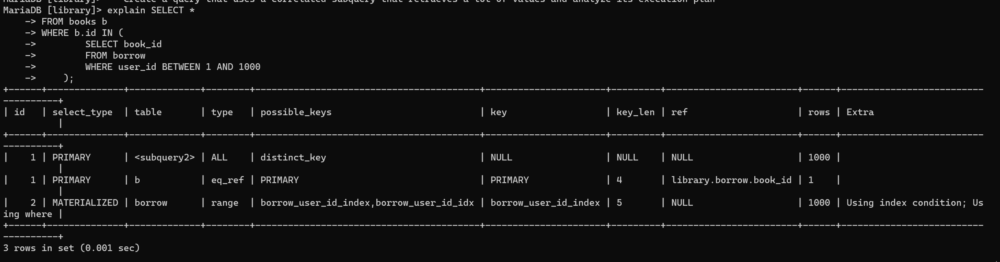 MariaDB [library]>    Create a query that uses a correlated subquery that retrieves a lot of values and analyze its execution plan
MariaDB [library]> explain SELECT *
    -> FROM books b
    -> WHERE b.id IN (
    ->         SELECT book_id
    ->         FROM borrow
    ->         WHERE user_id BETWEEN 1 AND 1000
    ->     );
+------+--------------+-------------+--------+-----------------------------------------+----------------------+---------+------------------------+------+--------------------------
----------+
| id   | select_type  | table       | type   | possible_keys                           | key                  | key_len | ref                    | rows | Extra
          |
+------+--------------+-------------+--------+-----------------------------------------+----------------------+---------+------------------------+------+--------------------------
----------+
|    1 | PRIMARY      | <subquery2> | ALL    | distinct_key                            | NULL                 | NULL    | NULL                   | 1000 |
          |
|    1 | PRIMARY      | b           | eq_ref | PRIMARY                                 | PRIMARY              | 4       | library.borrow.book_id | 1    |
          |
|    2 | MATERIALIZED | borrow      | range  | borrow_user_id_index,borrow_user_id_idx | borrow_user_id_index | 5       | NULL                   | 1000 | Using index condition; Us
ing where |
+------+--------------+-------------+--------+-----------------------------------------+----------------------+---------+------------------------+------+--------------------------
----------+
3 rows in set (0.001 sec)